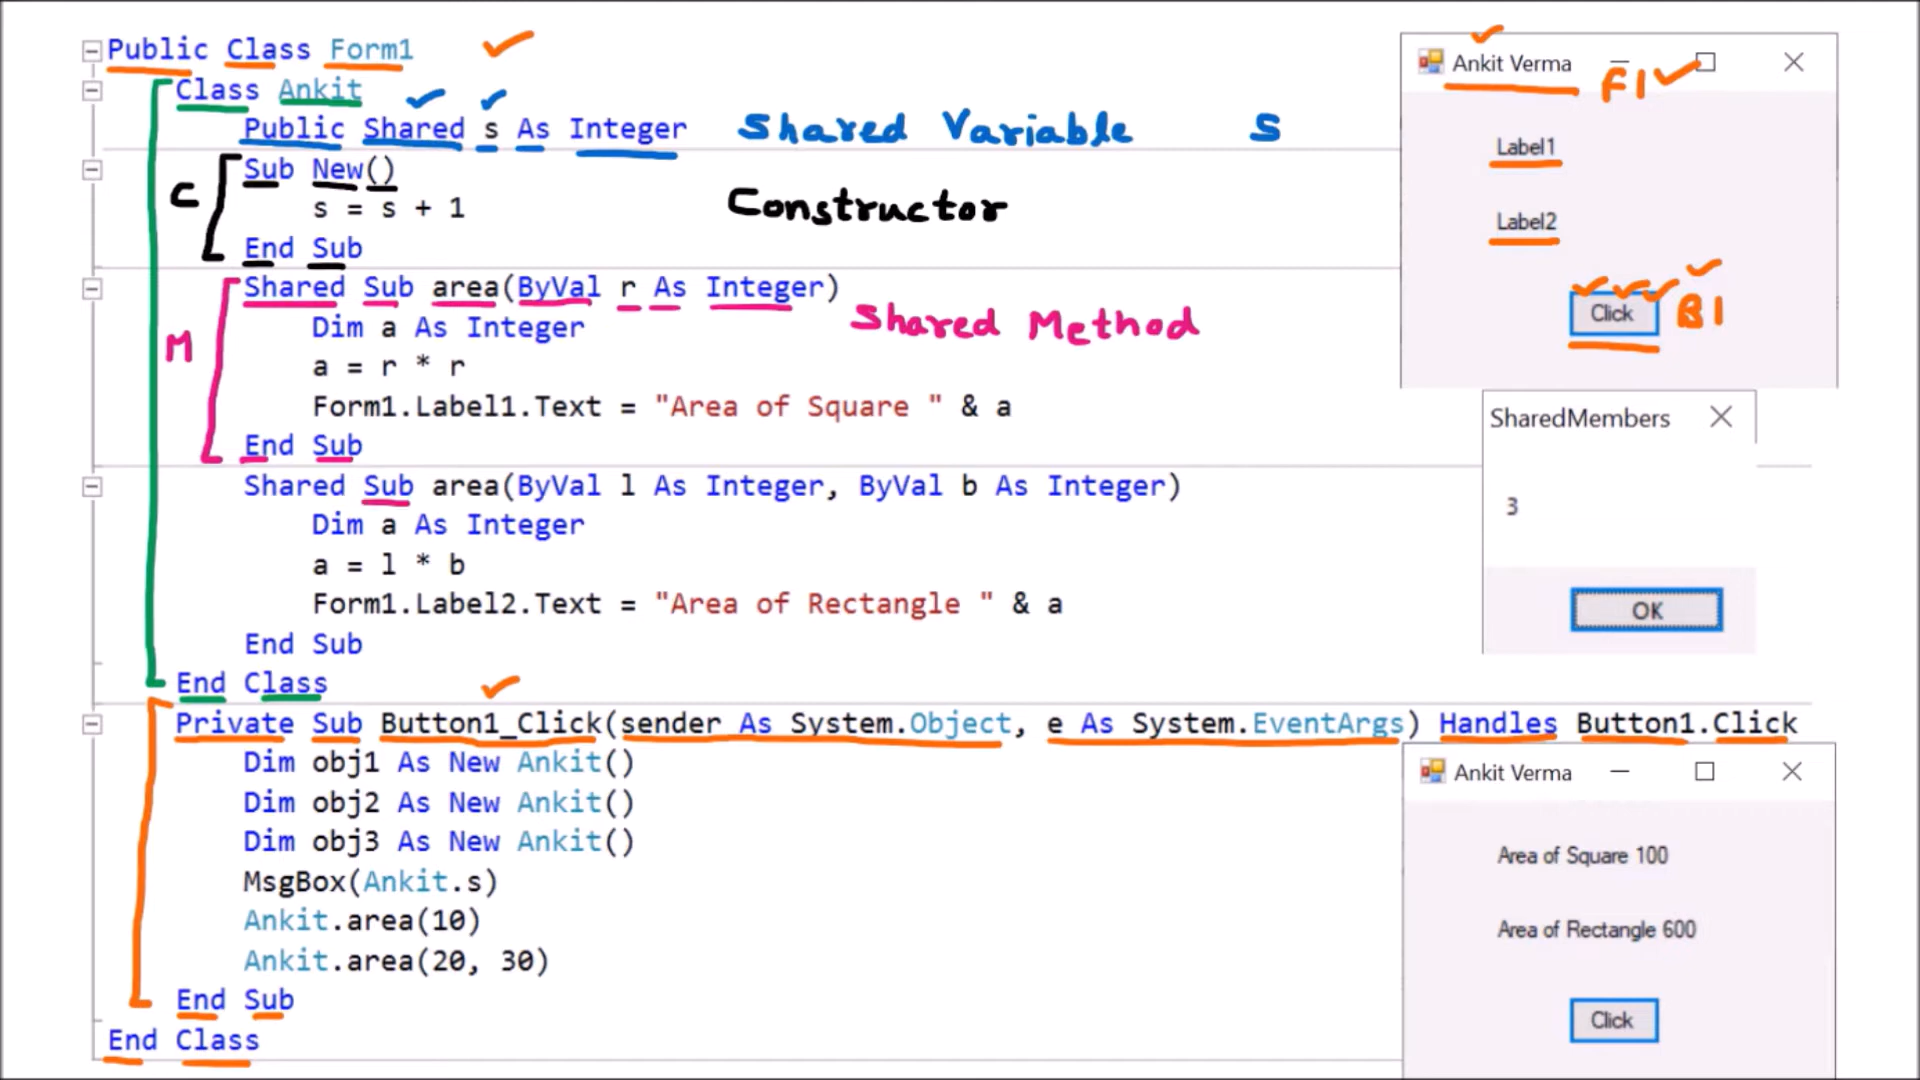 Public Class Form1
Class Ankit
Public Shared s As Integer
Shared Variable S
Sub New()
C
s = s + 1
Constructor
End Sub
Shared Sub area(ByVal r As Integer)
Dim a As Integer
Shared Method
M
a = r * r
Form1.Label1.Text = "Area of Square " & a
End Sub
Shared Sub area(ByVal l As Integer, ByVal b As Integer)
Dim a As Integer
a = l * b
Form1.Label2.Text = "Area of Rectangle " & a
End Sub
End Class
Private Sub Button1_Click(sender As System.Object, e As System.EventArgs) Handles Button1.Click
Dim obj1 As New Ankit()
Dim obj2 As New Ankit()
Dim obj3 As New Ankit()
MsgBox(Ankit.s)
Ankit.area(10)
Ankit.area(20, 30)
End Sub
End Class
Ankit Verma
F1
Label1
Label2
Click B1
SharedMembers
3
OK
Ankit Verma
Area of Square 100
Area of Rectangle 600
Click